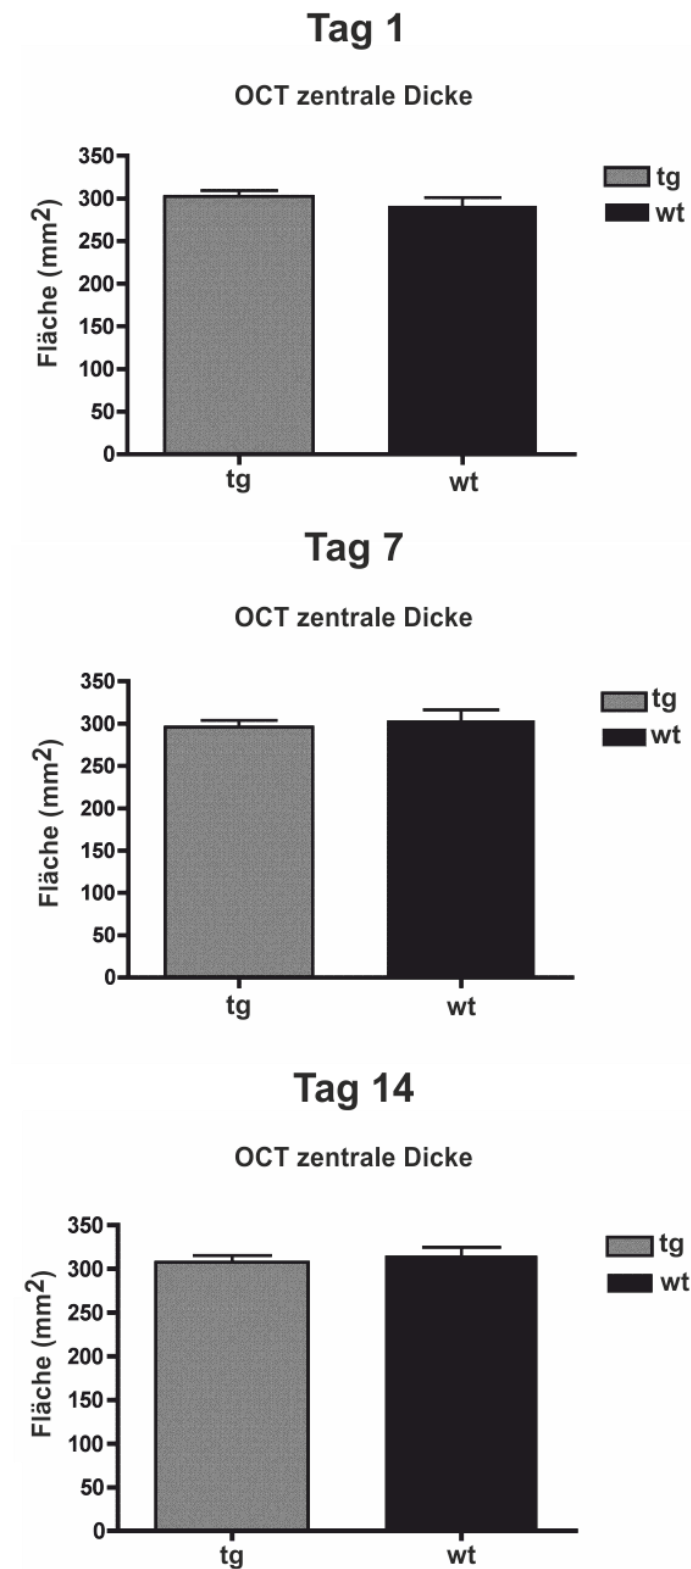 Tag 1
OCT zentrale Dicke
Fläche (mm²)
350
300
250
200
150
100
50
0
tg
wt
tg
wt
Tag 7
OCT zentrale Dicke
Fläche (mm²)
350
300
250
200
150
100
50
0
tg
wt
tg
wt
Tag 14
OCT zentrale Dicke
Fläche (mm²)
350
300
250
200
150
100
50
0
tg
wt
tg
wt